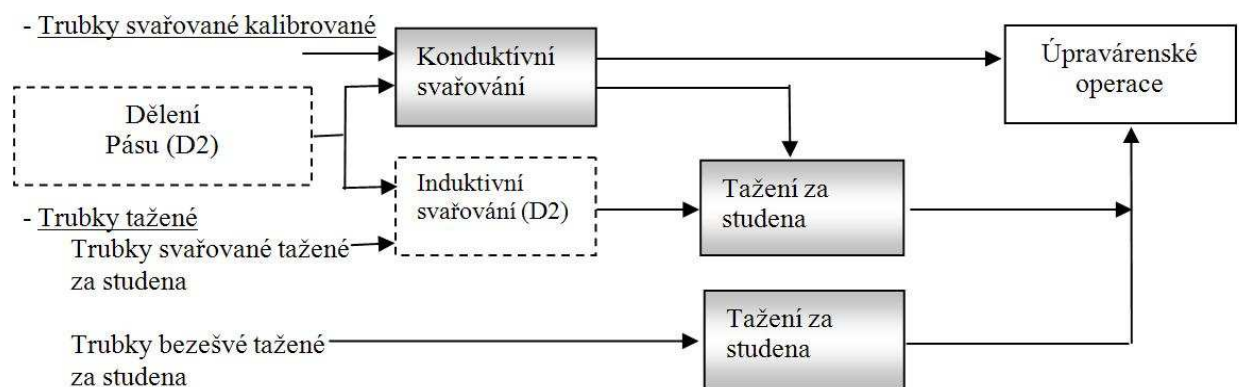 - Trubky svařované kalibrované
Konduktívní
svařování
Úpravárenské
operace
Dělení
Pásu (D2)
Induktivní
svařování (D2)
Tažení za
studena
- Trubky tažené
Trubky svařované tažené
za studena
Tažení za
studena
Trubky bezešvé tažené
za studena